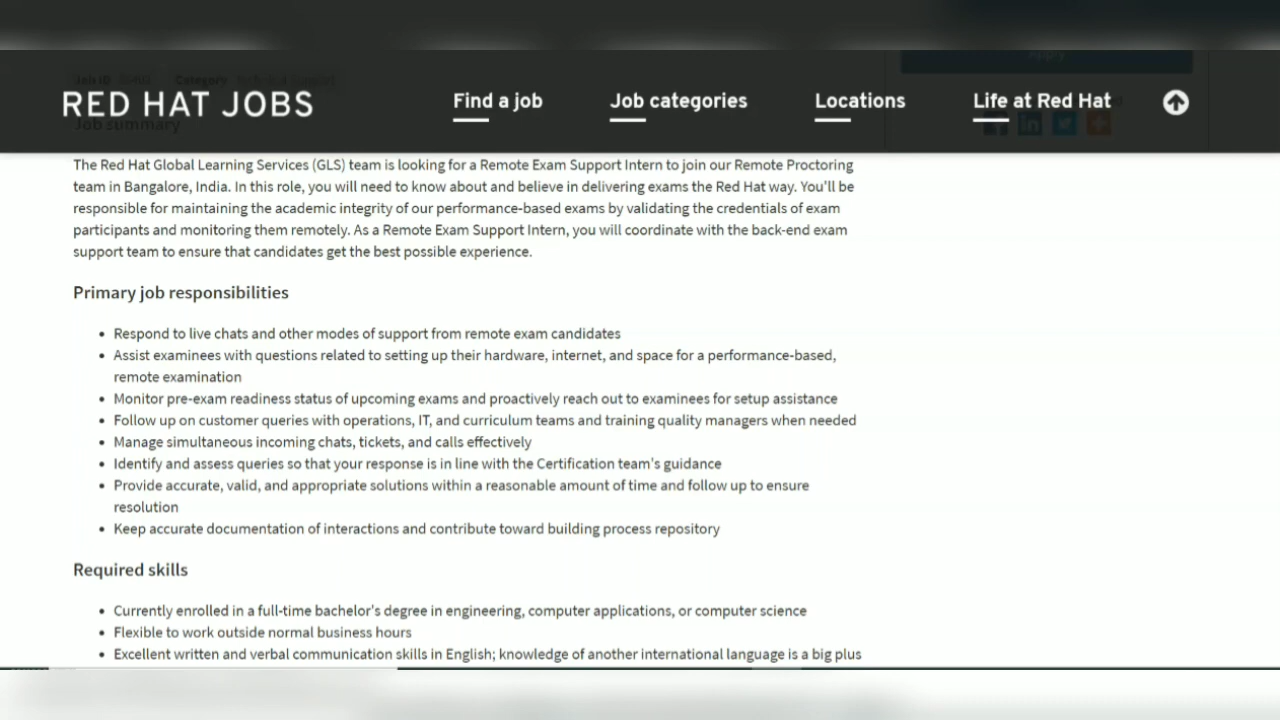 Apply
Job ID
Category
RED HAT JOBS
Find a job
Job categories
Locations
Life at Red Hat
Job summary
The Red Hat Global Learning Services (GLS) team is looking for a Remote Exam Support Intern to join our Remote Proctoring
team in Bangalore, India. In this role, you will need to know about and believe in delivering exams the Red Hat way. You'll be
responsible for maintaining the academic integrity of our performance-based exams by validating the credentials of exam
participants and monitoring them remotely. As a Remote Exam Support Intern, you will coordinate with the back-end exam
support team to ensure that candidates get the best possible experience.
Primary job responsibilities
• Respond to live chats and other modes of support from remote exam candidates
• Assist examinees with questions related to setting up their hardware, internet, and space for a performance-based,
remote examination
• Monitor pre-exam readiness status of upcoming exams and proactively reach out to examinees for setup assistance
• Follow up on customer queries with operations, IT, and curriculum teams and training quality managers when needed
• Manage simultaneous incoming chats, tickets, and calls effectively
• Identify and assess queries so that your response is in line with the Certification team's guidance
• Provide accurate, valid, and appropriate solutions within a reasonable amount of time and follow up to ensure
resolution
• Keep accurate documentation of interactions and contribute toward building process repository
Required skills
• Currently enrolled in a full-time bachelor's degree in engineering, computer applications, or computer science
• Flexible to work outside normal business hours
• Excellent written and verbal communication skills in English; knowledge of another international language is a big plus